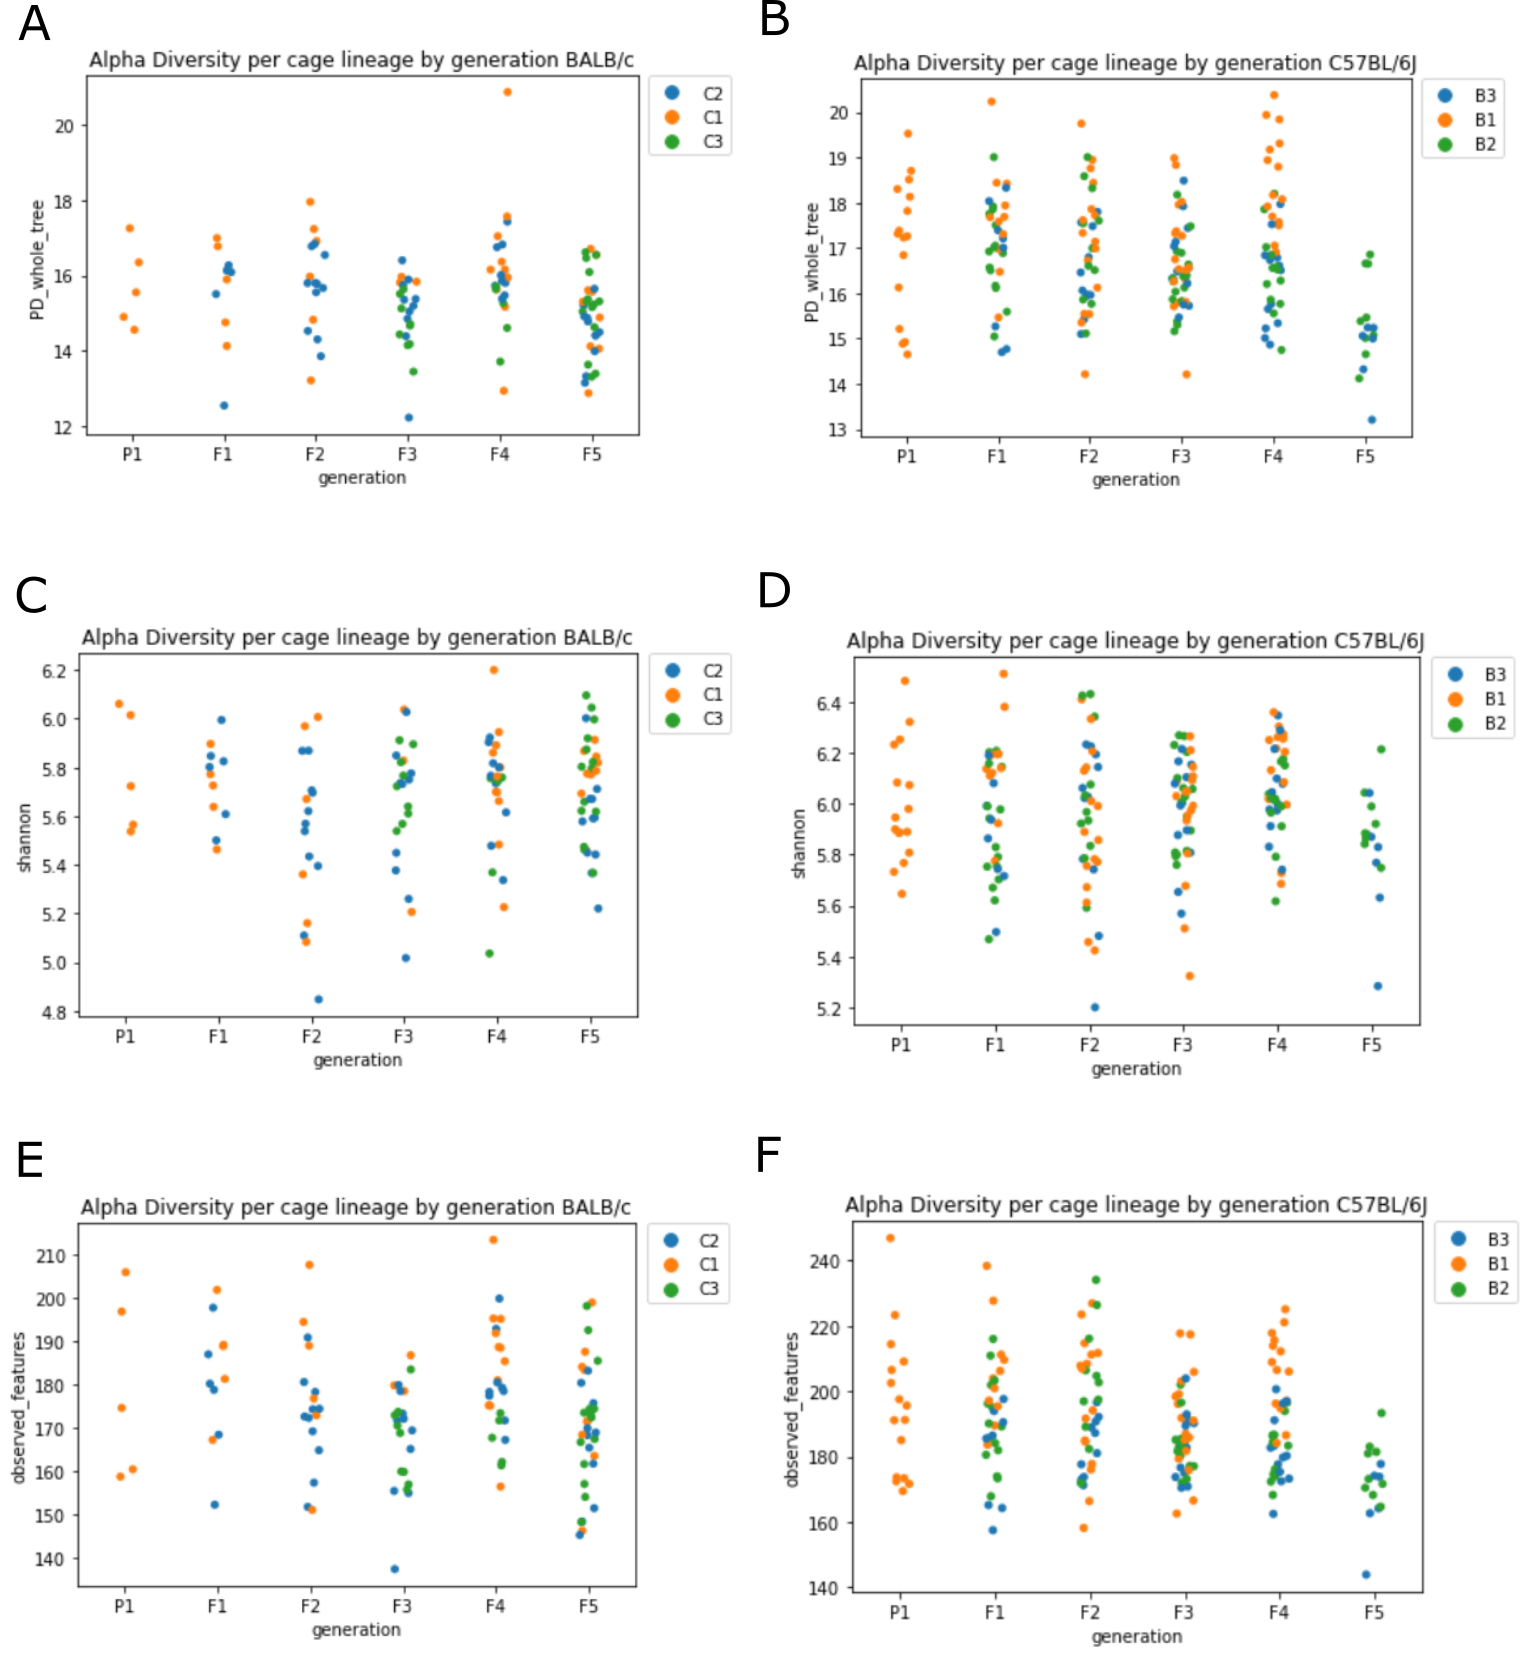 A
Alpha Diversity per cage lineage by generation BALB/c
C2
C1
C3
PD_whole_tree
20
18
16
14
12
P1 F1 F2 F3 F4 F5
generation
B
Alpha Diversity per cage lineage by generation C57BL/6J
B3
B1
B2
PD_whole_tree
20
19
18
17
16
15
14
13
P1 F1 F2 F3 F4 F5
generation
C
Alpha Diversity per cage lineage by generation BALB/c
C2
C1
C3
shannon
6.2
6.0
5.8
5.6
5.4
5.2
5.0
4.8
P1 F1 F2 F3 F4 F5
generation
D
Alpha Diversity per cage lineage by generation C57BL/6J
B3
B1
B2
shannon
6.4
6.2
6.0
5.8
5.6
5.4
5.2
P1 F1 F2 F3 F4 F5
generation
E
Alpha Diversity per cage lineage by generation BALB/c
C2
C1
C3
observed_features
210
200
190
180
170
160
150
140
P1 F1 F2 F3 F4 F5
generation
F
Alpha Diversity per cage lineage by generation C57BL/6J
B3
B1
B2
observed_features
240
220
200
180
160
140
P1 F1 F2 F3 F4 F5
generation